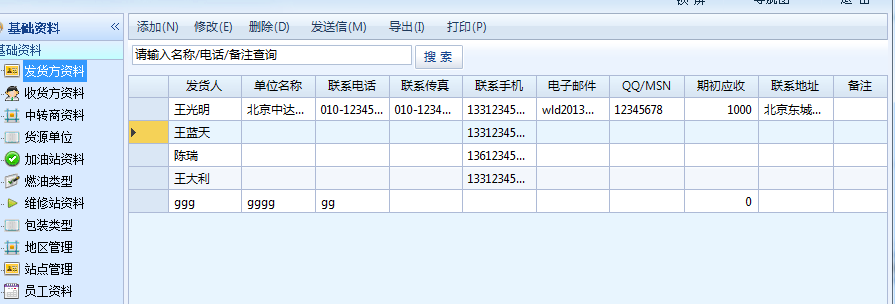 基础资料
基础资料
发货方资料
收货方资料
中转商资料
货源单位
加油站资料
燃油类型
维修站资料
包装类型
地区管理
站点管理
员工资料
添加(N) 修改(E) 删除(D) 发送信(M) 导出(I) 打印(P)
请输入名称/电话/备注查询 搜 索
发货人 单位名称 联系电话 联系传真 联系手机 电子邮件 QQ/MSN 期初应收 联系地址 备注
王光明 北京中达... 010-12345... 010-1234... 13312345... wld2013... 12345678 1000 北京东城...
王蓝天 13312345...
陈瑞 13612345...
王大利 13312345...
ggg gggg gg 0